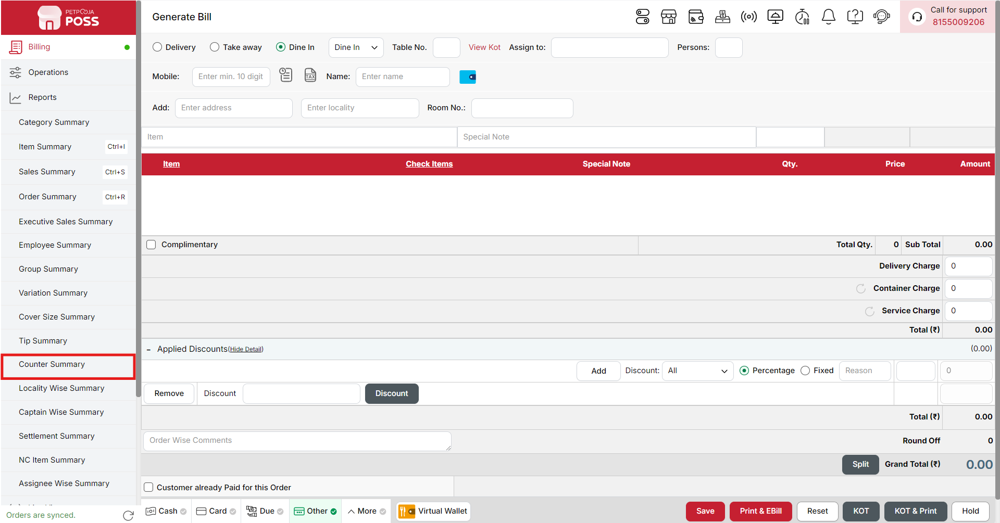 PETPOOJA
POSS
Generate Bill
Call for support
8155009206
Billing
Operations
Reports
Category Summary
Item Summary Ctrl+I
Sales Summary Ctrl+S
Order Summary Ctrl+R
Executive Sales Summary
Employee Summary
Group Summary
Variation Summary
Cover Size Summary
Tip Summary
Counter Summary
Locality Wise Summary
Captain Wise Summary
Settlement Summary
NC Item Summary
Assignee Wise Summary
Orders are synced.
Delivery Take away Dine In Dine In Table No. View Kot Assign to: Persons:
Mobile: Enter min. 10 digit TAX Name: Enter name
Add: Enter address Enter locality Room No.:
Item Special Note
Item Check Items Special Note Qty. Price Amount
Complimentary Total Qty. 0 Sub Total 0.00
Delivery Charge 0
Container Charge 0
Service Charge 0
Total (₹) 0.00
- Applied Discounts(Hide Detail) (0.00)
Add Discount: All Percentage Fixed Reason 0
Remove Discount Discount
Total (₹) 0.00
Order Wise Comments Round Off 0
Split Grand Total (₹) 0.00
Customer already Paid for this Order
Cash Card Due Other More Virtual Wallet Save Print & EBill Reset KOT KOT & Print Hold